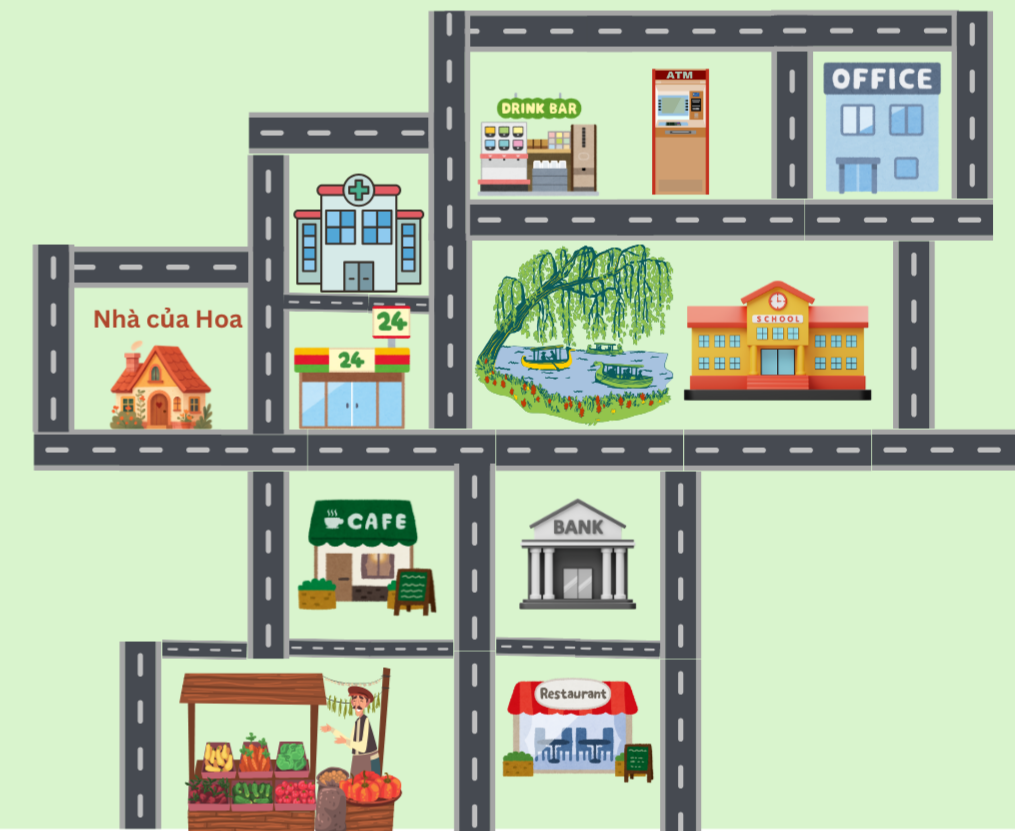 DRINK BAR
ATM
OFFICE
24
24
Nhà của Hoa
SCHOOL
CAFE
BANK
Restaurant